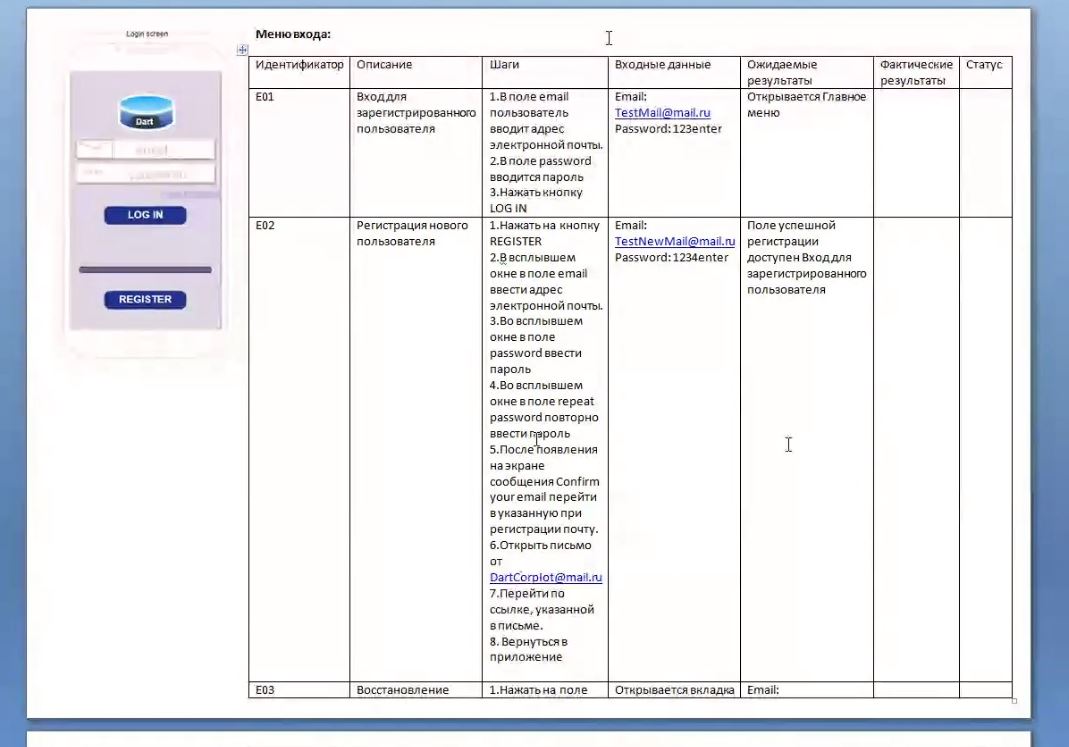 Login screen
Dart
email
LOG IN
REGISTER
Меню входа:
Идентификатор
Описание
Шаги
Входные данные
Ожидаемые
результаты
Фактические
результаты
Статус
E01
Вход для
зарегистрированного
пользователя
1.В поле email
пользователь
вводит адрес
электронной почты.
2.В поле password
вводится пароль
3.Нажать кнопку
LOG IN
Email:
TestMail@mail.ru
Password: 123enter
Открывается Главное
меню
E02
Регистрация нового
пользователя
1.Нажать на кнопку
REGISTER
2.В всплывшем
окне в поле email
ввести адрес
электронной почты.
3.Во всплывшем
окне в поле
password ввести
пароль
4.Во всплывшем
окне в поле repeat
password повторно
ввести пароль
5.После появления
на экране
сообщения Confirm
your email перейти
в указанную при
регистрации почту.
6.Открыть письмо
от
DartCorplot@mail.ru
7.Перейти по
ссылке, указанной
в письме.
8. Вернуться в
приложение
Email:
TestNewMail@mail.ru
Password: 1234enter
Поле успешной
регистрации
доступен Вход для
зарегистрированного
пользователя
E03
Восстановление
1.Нажать на поле
Открывается вкладка
Email: